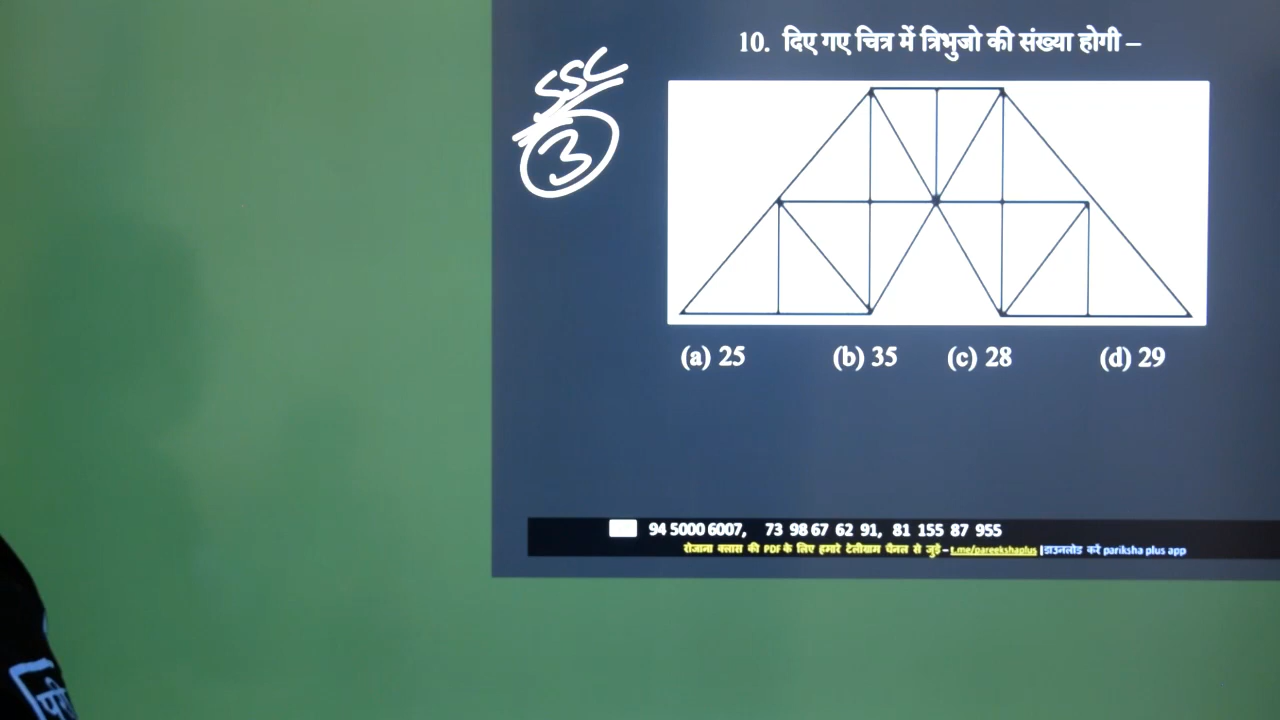 10. दिए गए चित्र में त्रिभुजो की संख्या होगी –
SSC
3
(a) 25 (b) 35 (c) 28 (d) 29
94 5000 6007, 73 98 67 62 91, 81 155 87 955
रोजाना क्लास की PDF के लिए हमारे टेलीग्राम चैनल से जुड़ें – t.me/pareekshaplus | डाउनलोड करें pariksha plus app